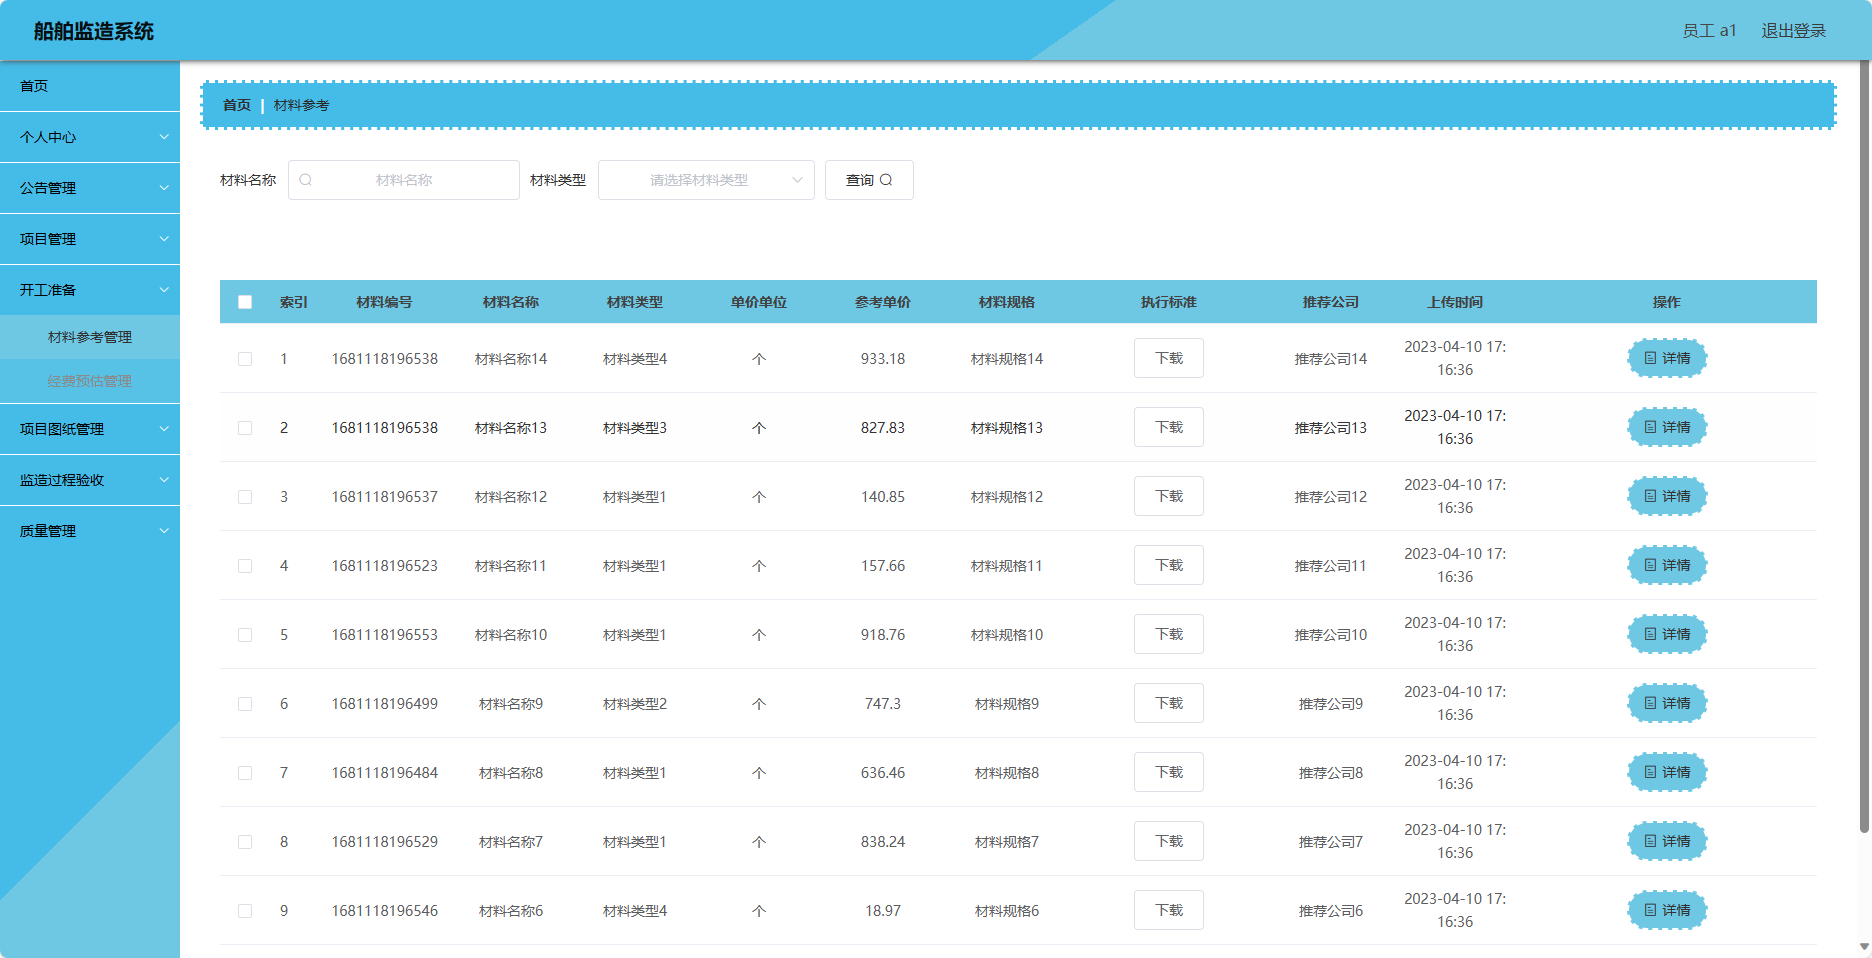 船舶监造系统
员工 a1 退出登录
首页
个人中心
公告管理
项目管理
开工准备
材料参考管理
经费预估管理
项目图纸管理
监造过程验收
质量管理
首页 | 材料参考
材料名称 材料名称 材料类型 请选择材料类型 查询
索引 材料编号 材料名称 材料类型 单价单位 参考单价 材料规格 执行标准 推荐公司 上传时间 操作
1 1681118196538 材料名称14 材料类型4 个 933.18 材料规格14 下载 推荐公司14 2023-04-10 17:
16:36 详情
2 1681118196538 材料名称13 材料类型3 个 827.83 材料规格13 下载 推荐公司13 2023-04-10 17:
16:36 详情
3 1681118196537 材料名称12 材料类型1 个 140.85 材料规格12 下载 推荐公司12 2023-04-10 17:
16:36 详情
4 1681118196523 材料名称11 材料类型1 个 157.66 材料规格11 下载 推荐公司11 2023-04-10 17:
16:36 详情
5 1681118196553 材料名称10 材料类型1 个 918.76 材料规格10 下载 推荐公司10 2023-04-10 17:
16:36 详情
6 1681118196499 材料名称9 材料类型2 个 747.3 材料规格9 下载 推荐公司9 2023-04-10 17:
16:36 详情
7 1681118196484 材料名称8 材料类型1 个 636.46 材料规格8 下载 推荐公司8 2023-04-10 17:
16:36 详情
8 1681118196529 材料名称7 材料类型1 个 838.24 材料规格7 下载 推荐公司7 2023-04-10 17:
16:36 详情
9 1681118196546 材料名称6 材料类型4 个 18.97 材料规格6 下载 推荐公司6 2023-04-10 17:
16:36 详情